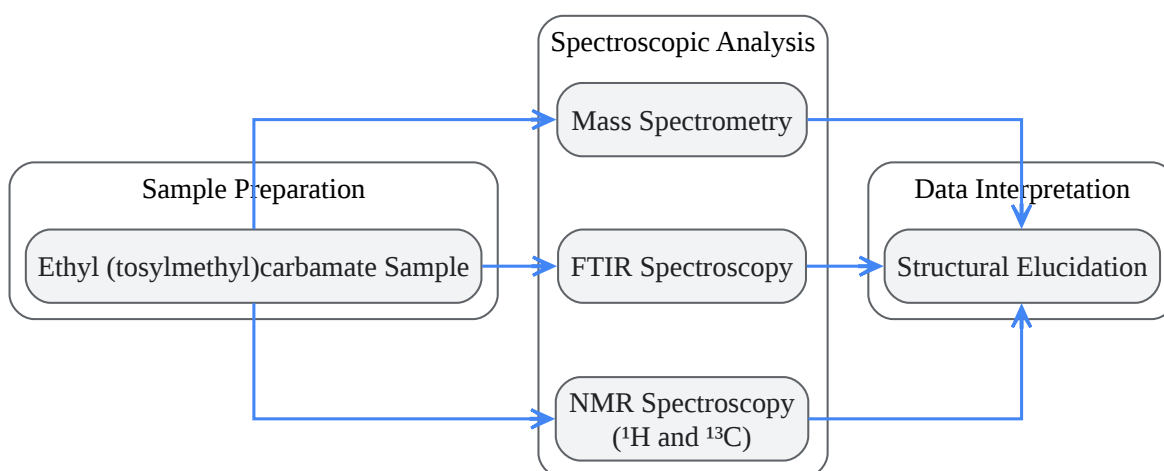 Spectroscopic Analysis
Mass Spectrometry
Sample Preparation
Data Interpretation
Ethyl (tosylmethyl)carbamate Sample
FTIR Spectroscopy
Structural Elucidation
NMR Spectroscopy
(¹H and ¹³C)